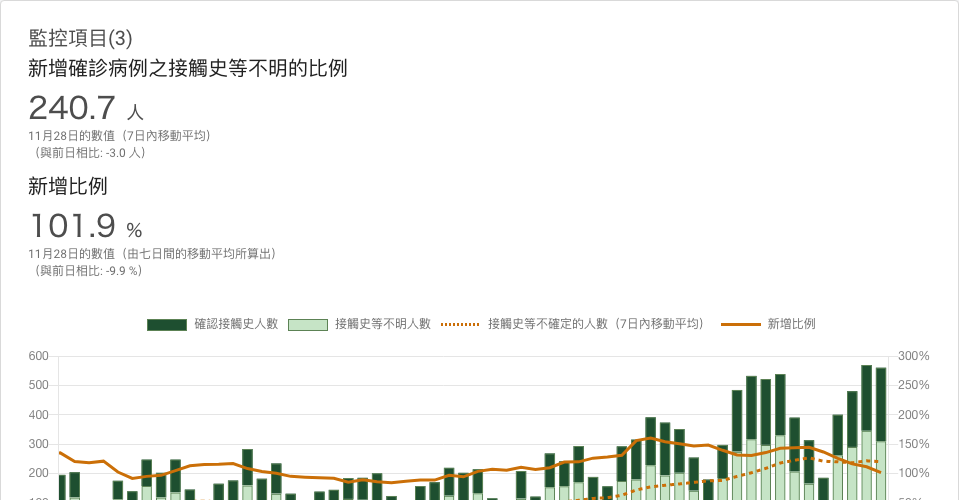 監控項目(3)
新增確診病例之接觸史等不明的比例
240.7 人
11月28日的數值（7日內移動平均）
（與前日相比: -3.0 人）
新增比例
101.9 %
11月28日的數值（由七日間的移動平均所算出）
（與前日相比: -9.9 %）
確認接觸史人數 接觸史等不明人數 接觸史等不確定的人數（7日內移動平均） 新增比例
600 300%
500 250%
400 200%
300 150%
200 100%